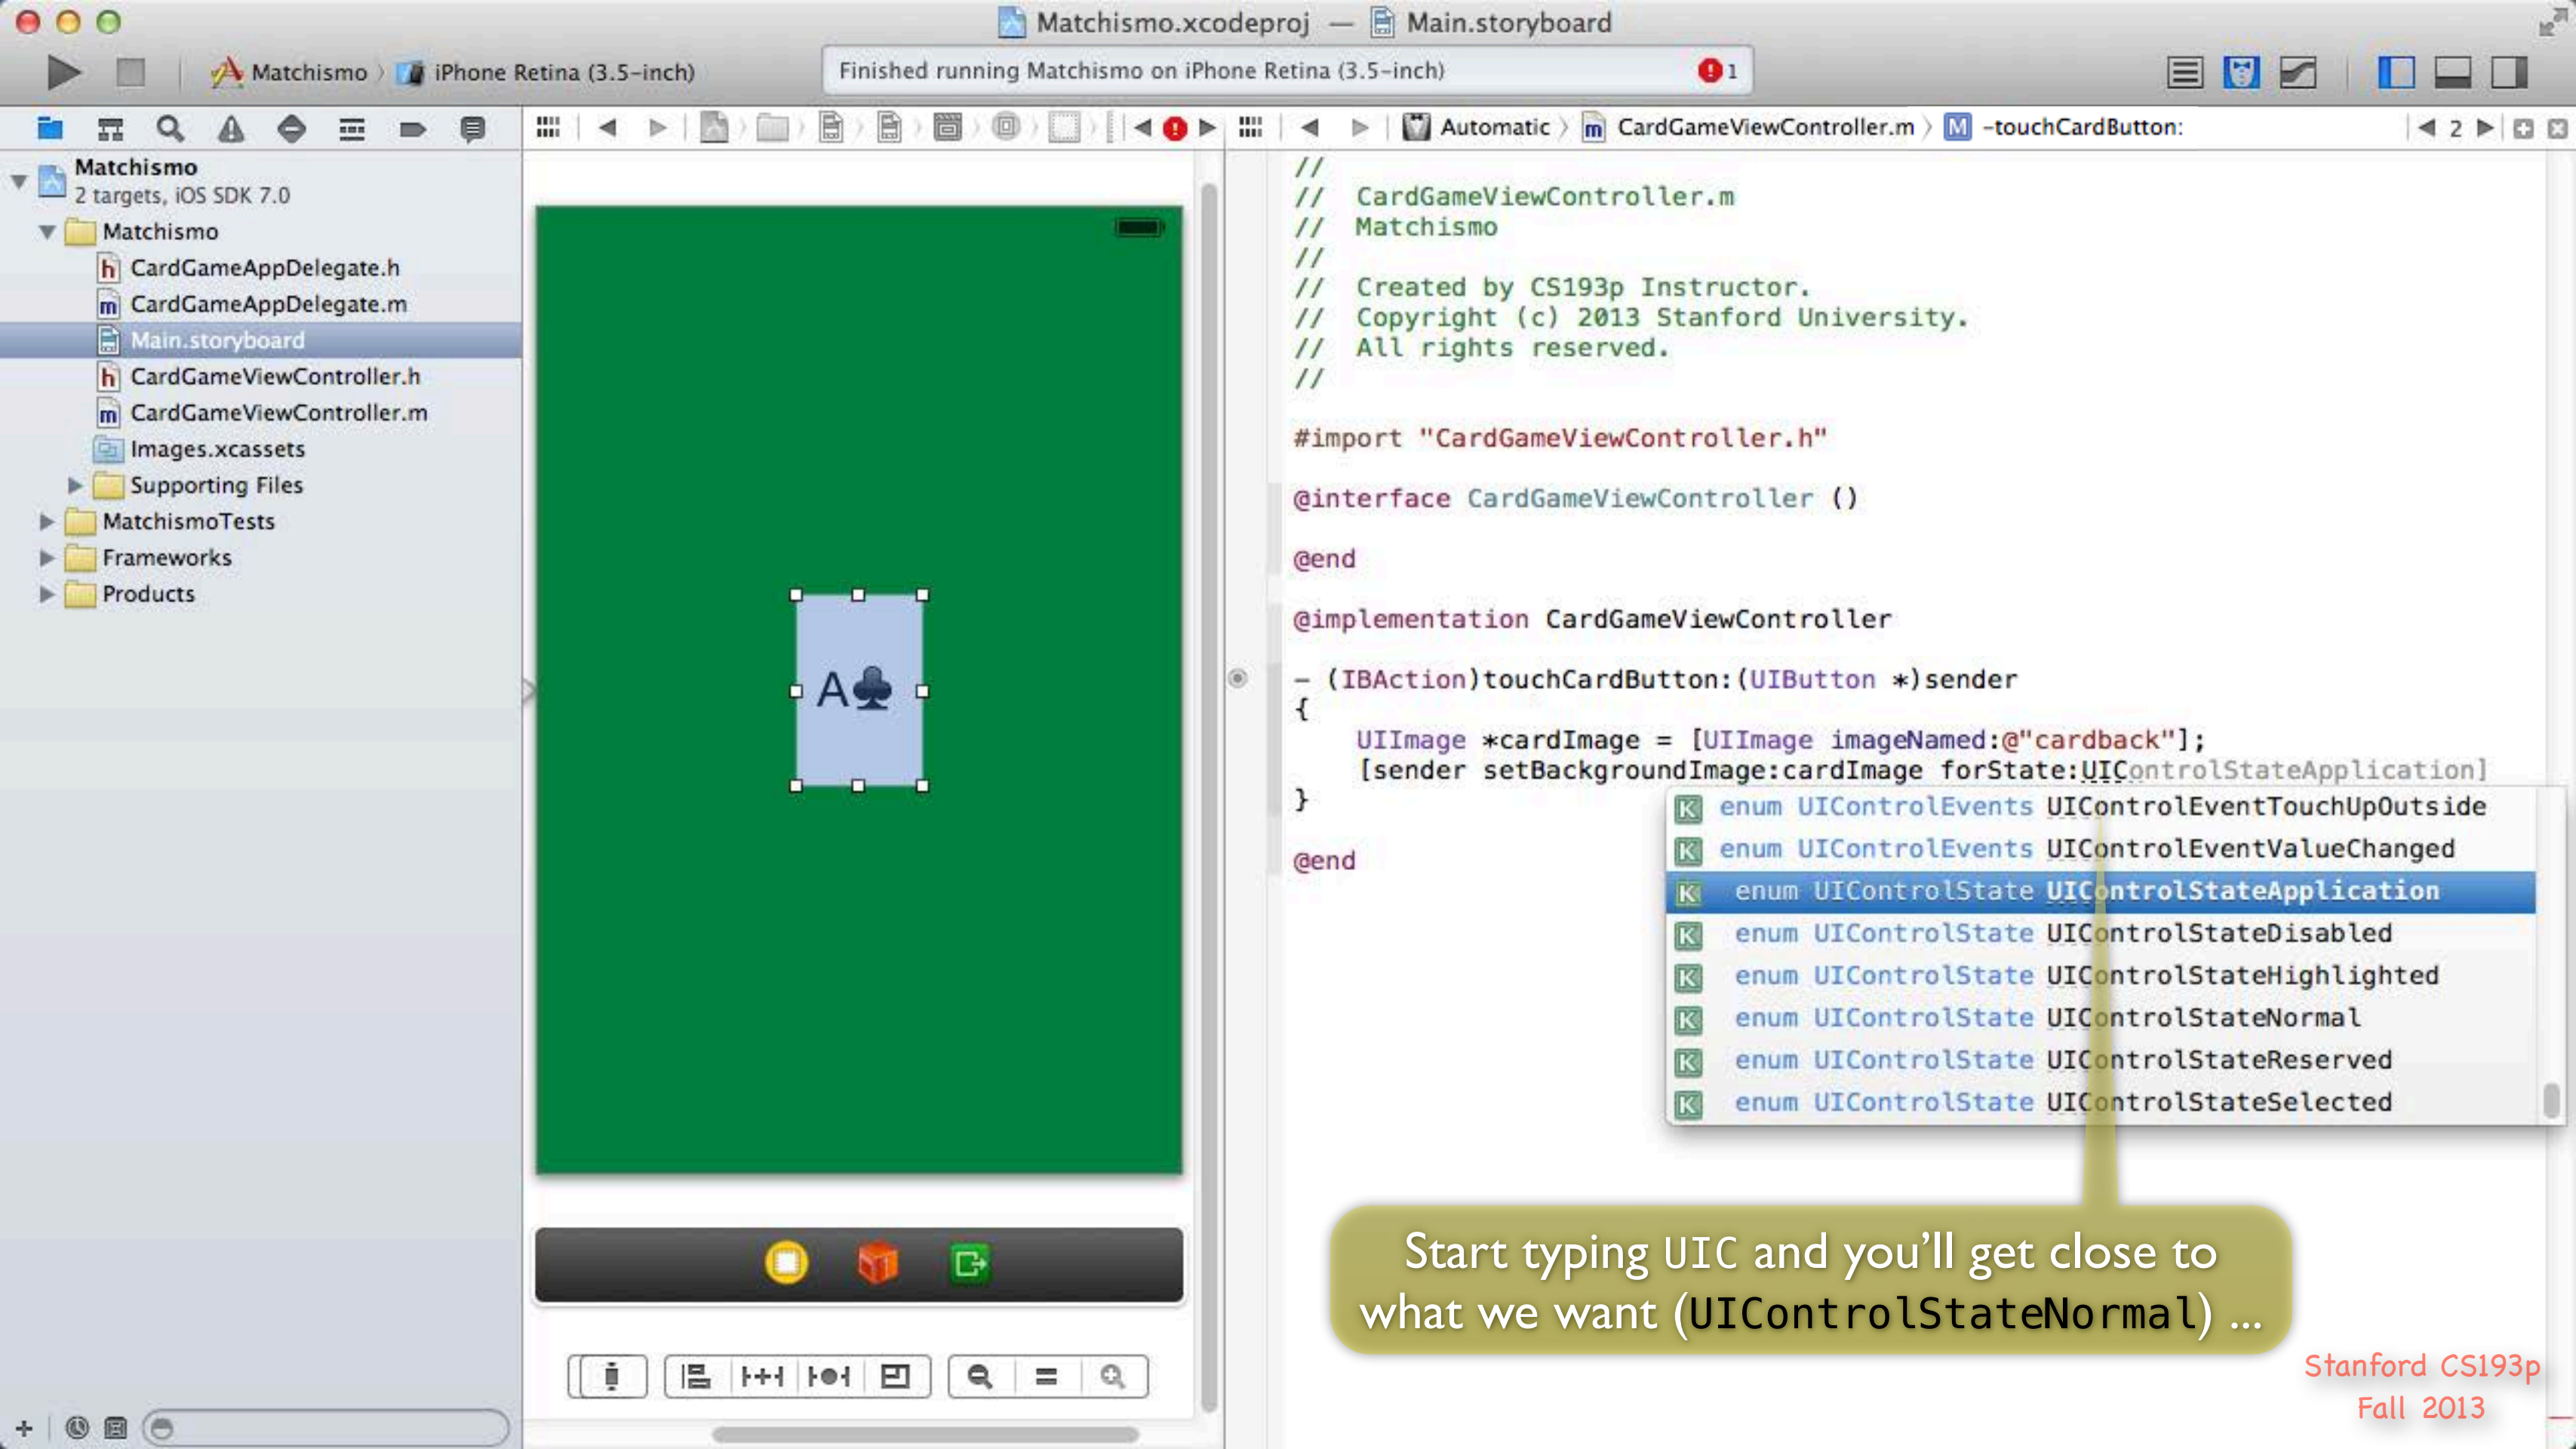 Matchismo.xcodeproj — Main.storyboard
Matchismo iPhone Retina (3.5-inch)
Finished running Matchismo on iPhone Retina (3.5-inch) 1
Automatic CardGameViewController.m M -touchCardButton: 2
Matchismo
2 targets, iOS SDK 7.0
Matchismo
h CardGameAppDelegate.h
m CardGameAppDelegate.m
Main.storyboard
h CardGameViewController.h
m CardGameViewController.m
Images.xcassets
Supporting Files
MatchismoTests
Frameworks
Products
A♣
//
// CardGameViewController.m
// Matchismo
//
// Created by CS193p Instructor.
// Copyright (c) 2013 Stanford University.
// All rights reserved.
//
#import "CardGameViewController.h"
@interface CardGameViewController ()
@end
@implementation CardGameViewController
- (IBAction)touchCardButton:(UIButton *)sender
{
UIImage *cardImage = [UIImage imageNamed:@"cardback"];
[sender setBackgroundImage:cardImage forState:UIControlStateApplication]
}
@end
K enum UIControlEvents UIControlEventTouchUpOutside
K enum UIControlEvents UIControlEventValueChanged
K enum UIControlState UIControlStateApplication
K enum UIControlState UIControlStateDisabled
K enum UIControlState UIControlStateHighlighted
K enum UIControlState UIControlStateNormal
K enum UIControlState UIControlStateReserved
K enum UIControlState UIControlStateSelected
Start typing UIC and you'll get close to
what we want (UIControlStateNormal) ...
Stanford CS193p
Fall 2013